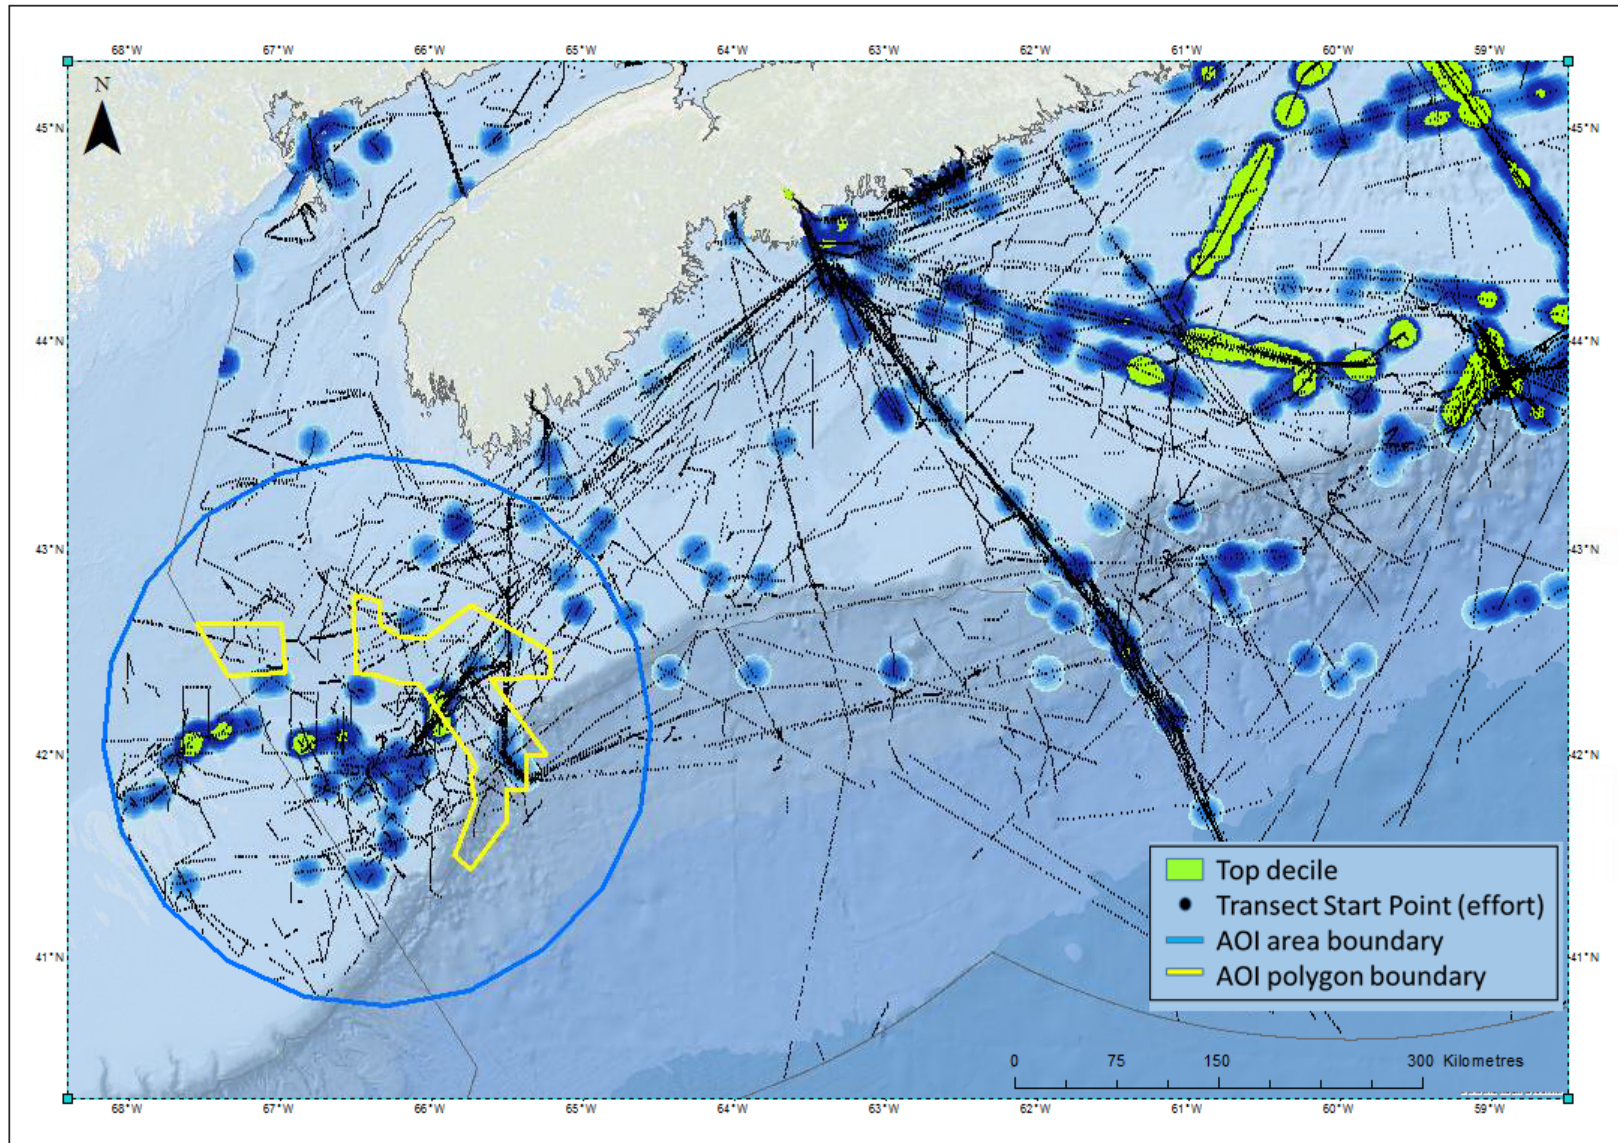 68°W 67°W 66°W 65°W 64°W 63°W 62°W 61°W 60°W 59°W
N
45°N 45°N
44°N 44°N
43°N 43°N
42°N 42°N
Top decile
Transect Start Point (effort)
AOI area boundary
41°N 41°N
AOI polygon boundary
0 75 150 300 Kilometres
68°W 67°W 66°W 65°W 64°W 63°W 62°W 61°W 60°W 59°W